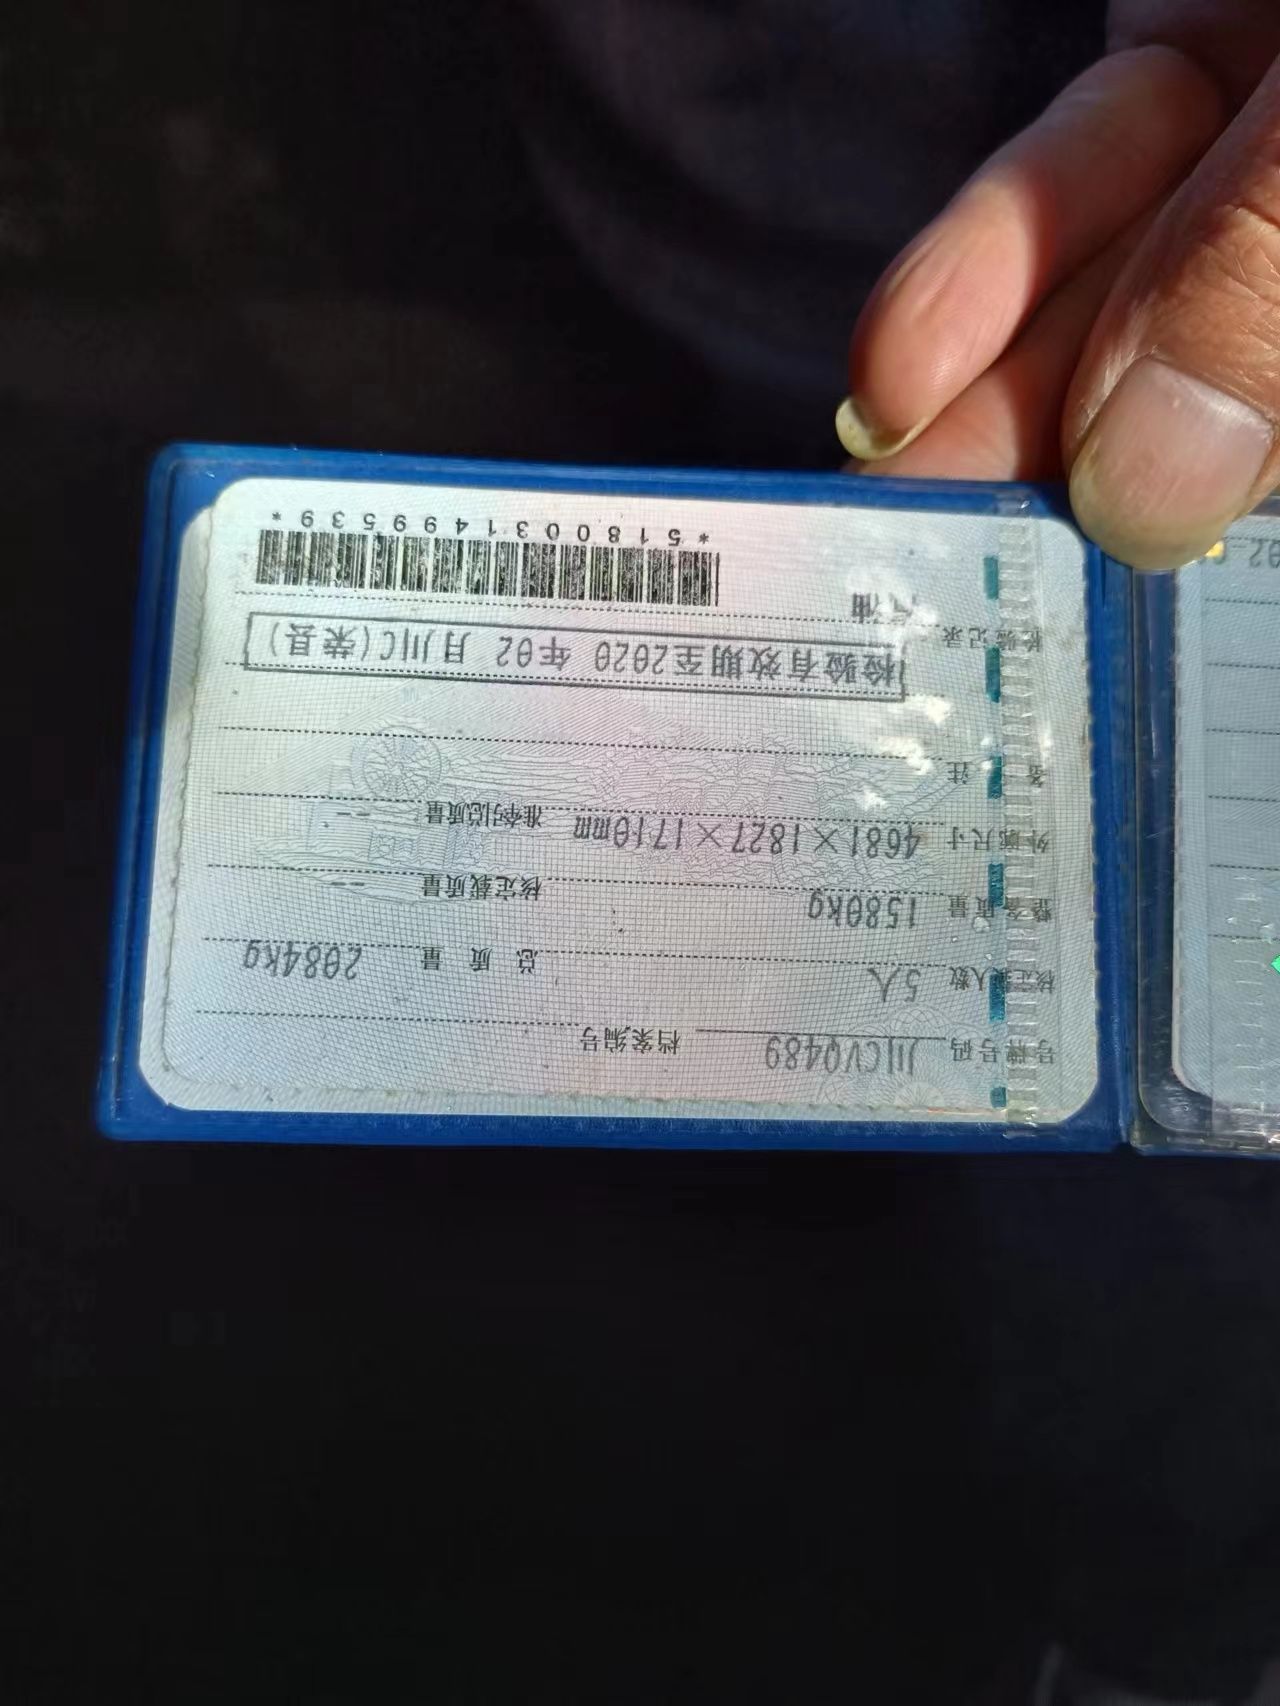 号牌号码 川CVQ489 档案编号
核定载人数 5人 总质量 2084kg
整备质量 1580kg 核定载质量 --
外廓尺寸 4681×1827×1710mm 准牵引总质量 --
备注
检验有效期至2020年02月川C(荣县)
检验记录
汽油
*5180031499539*